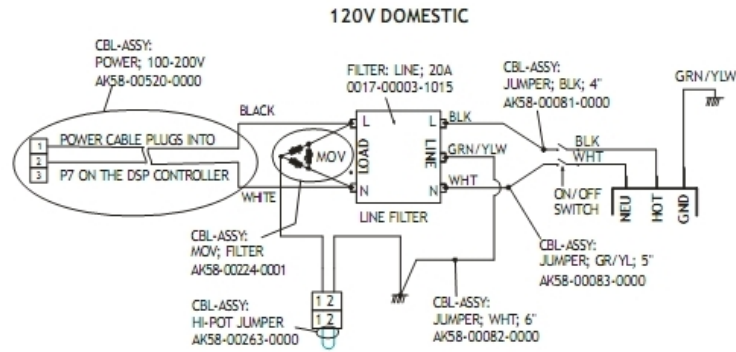 120V DOMESTIC
CBL-ASSY:
POWER; 100-200V
AK58-00520-0000
FILTER: LINE; 20A
0017-00003-1015
CBL-ASSY:
JUMPER; BLK; 4"
AK58-00081-0000
GRN/YLW
BLACK
1
2
3
POWER CABLE PLUGS INTO
P7 ON THE DSP CONTROLLER
WHITE
MOV
L
LOAD
N
L
LINE
N
LINE FILTER
BLK
GRN/YLW
WHT
BLK
WHT
ON/OFF
SWITCH
NEU
HOT
GND
CBL-ASSY:
MOV; FILTER
AK58-00224-0001
CBL-ASSY:
JUMPER; GR/YL; 5"
AK58-00083-0000
1 2
1 2
CBL-ASSY:
HI-POT JUMPER
AK58-00263-0000
CBL-ASSY:
JUMPER; WHT; 6"
AK58-00082-0000